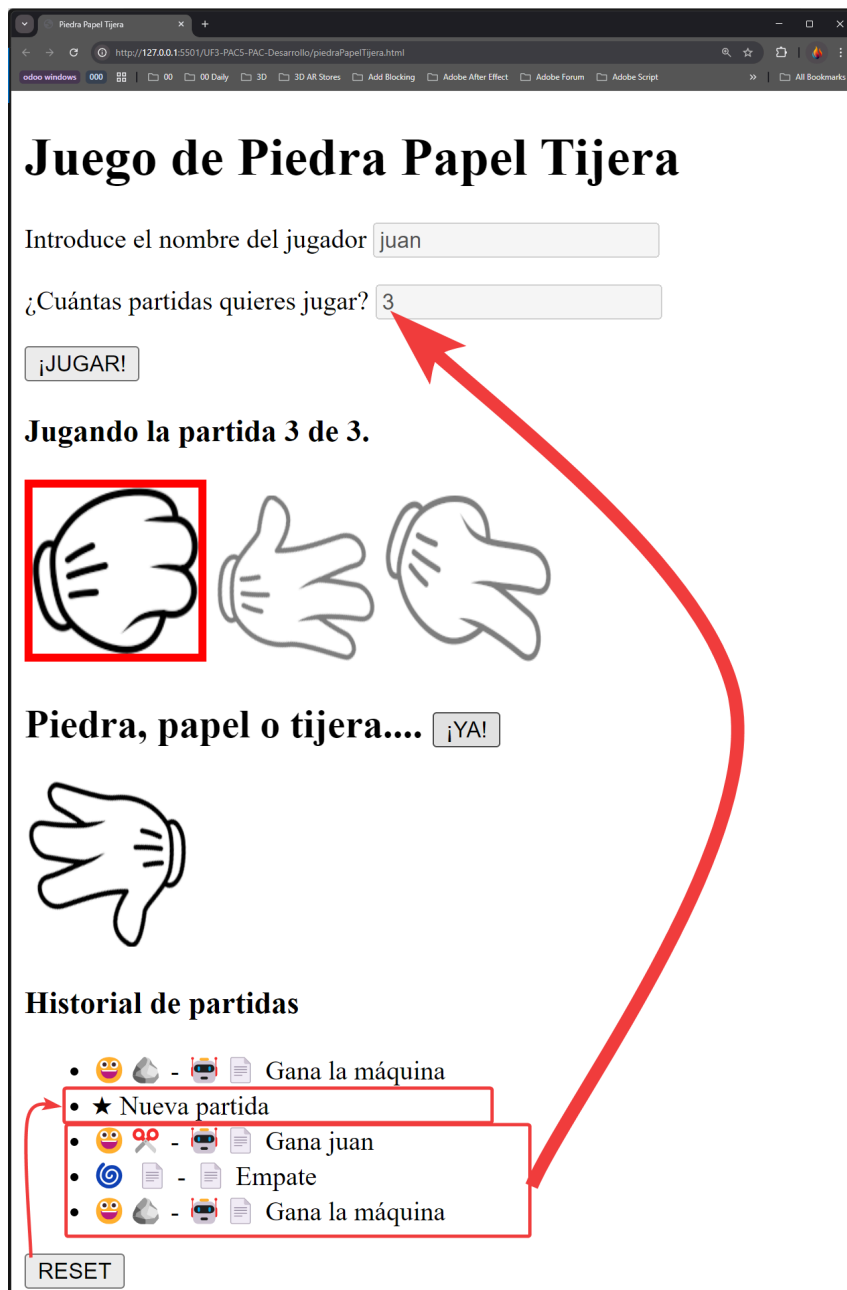 Piedra Papel Tijera
http://127.0.0.1:5501/UF3-PAC5-PAC-Desarrollo/piedraPapelTijera.html
odoo windows 000 00 00 Daily 3D 3D AR Stores Add Blocking Adobe After Effect Adobe Forum Adobe Script » All Bookmarks
Juego de Piedra Papel Tijera
Introduce el nombre del jugador juan
¿Cuántas partidas quieres jugar? 3
¡JUGAR!
Jugando la partida 3 de 3.
Piedra, papel o tijera.... ¡YA!
Historial de partidas
- Gana la máquina
★ Nueva partida
- Gana juan
- Empate
- Gana la máquina
RESET